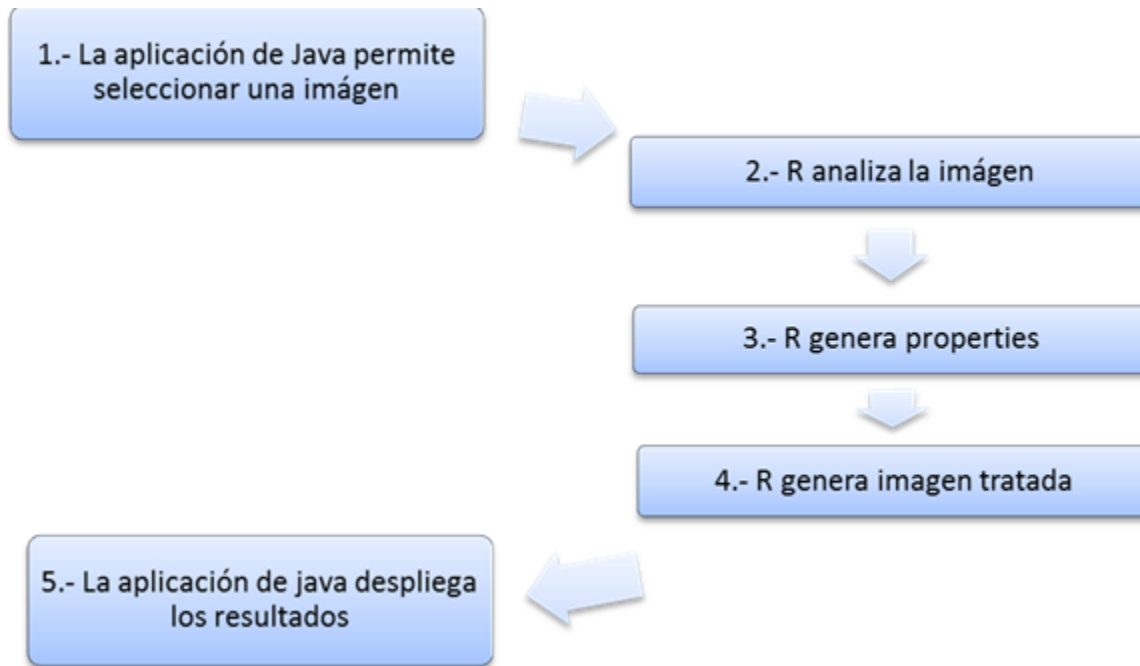 1.- La aplicación de Java permite
seleccionar una imágen
2.- R analiza la imágen
3.- R genera properties
4.- R genera imagen tratada
5.- La aplicación de java despliega
los resultados